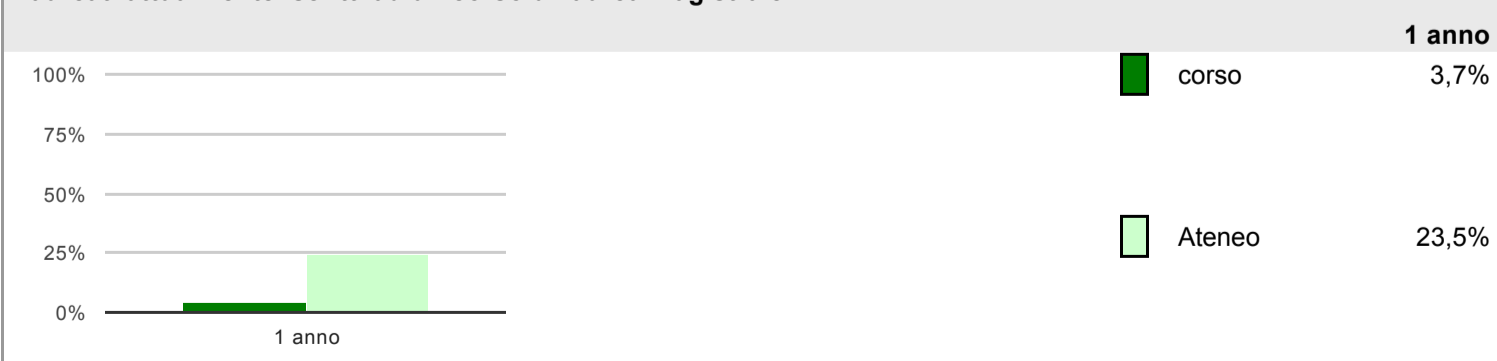 1 anno
100%
75%
50%
25%
0%
1 anno
corso 3,7%
Ateneo 23,5%